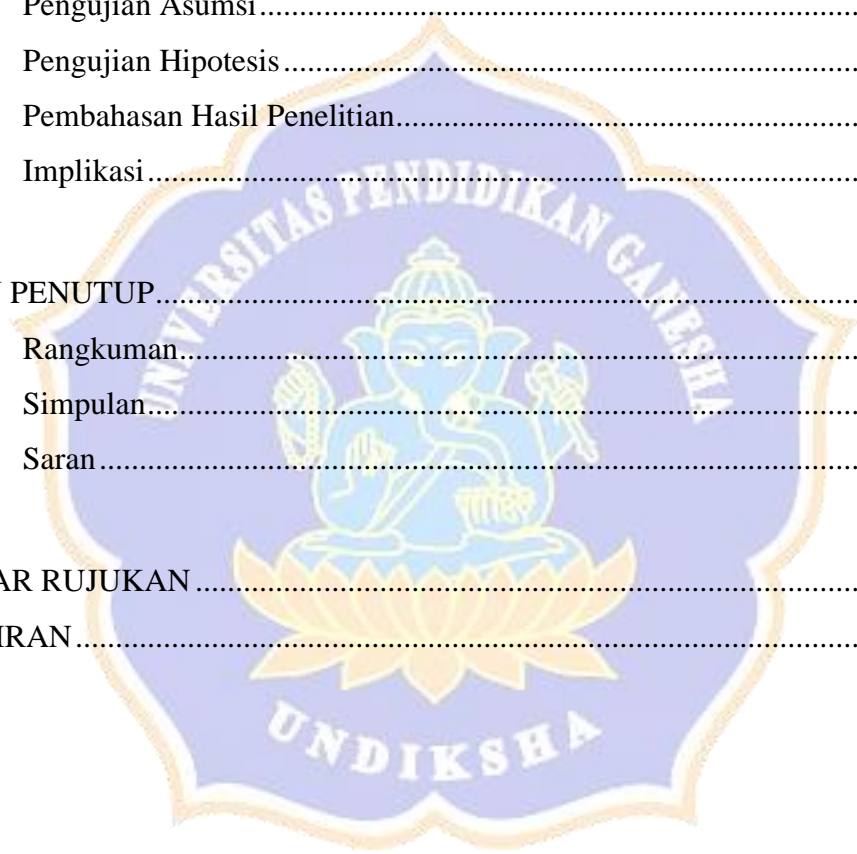 Pengujian Asumsi
Pengujian Hipotesis
Pembahasan Hasil Penelitian
Implikasi
PENUTUP
Rangkuman
Simpulan
Saran
AR RUJUKAN
IRAN
UNIVERSITAS PENDIDIKAN GANESHA
UNDIKSHA